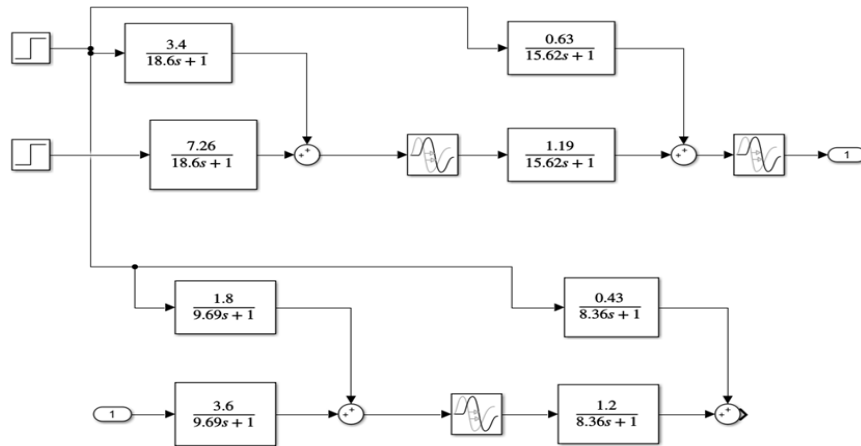 3.4
18.6s + 1
0.63
15.62s + 1
7.26
18.6s + 1
+
+
1.19
15.62s + 1
+
+
1
1.8
9.69s + 1
0.43
8.36s + 1
1
3.6
9.69s + 1
+
+
1.2
8.36s + 1
+
+